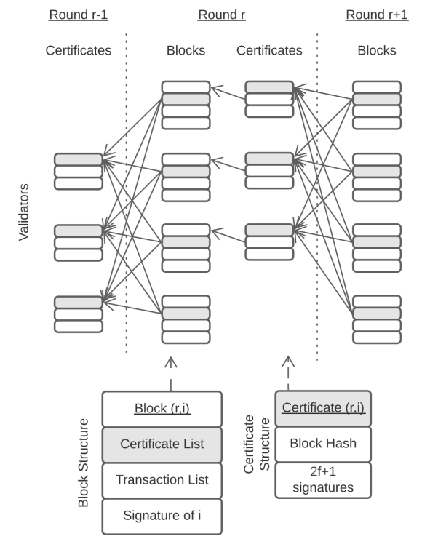 Round r-1
Round r
Round r+1
Certificates
Blocks
Certificates
Blocks
Validators
Block Structure
Block (r,i)
Certificate List
Transaction List
Signature of i
Certificate
Structure
Certificate (r,i)
Block Hash
2f+1
signatures